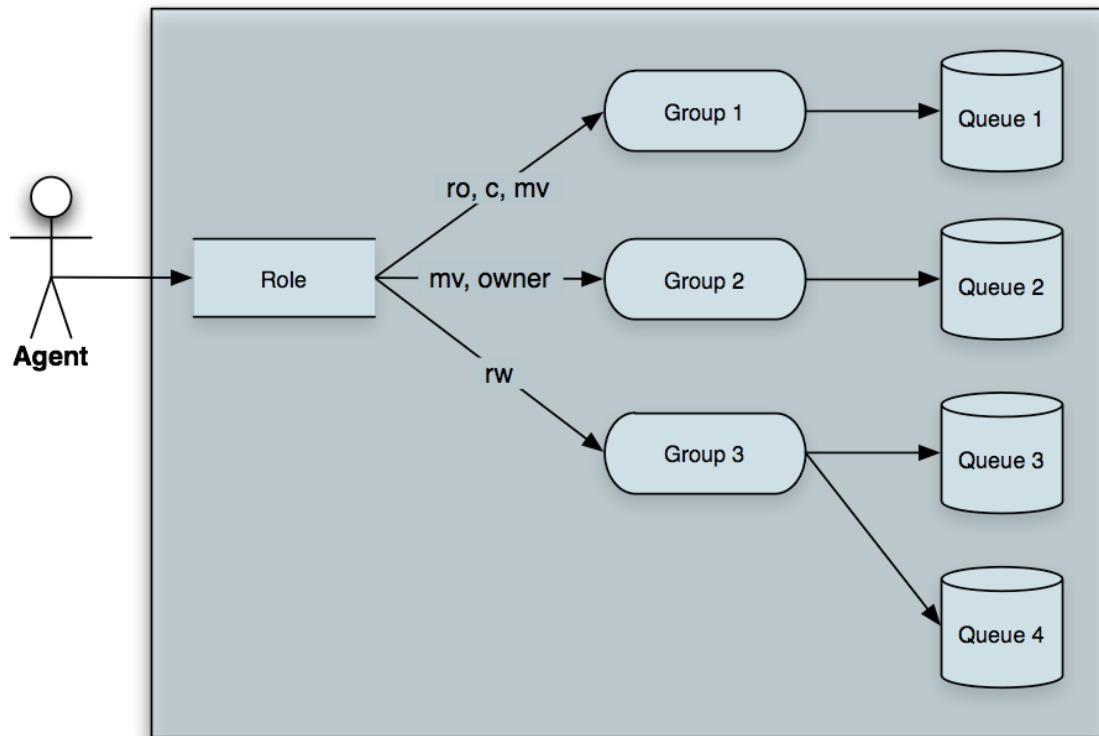 Group 1
Queue 1
ro, c, mv
Role
mv, owner
Group 2
Queue 2
Agent
rw
Group 3
Queue 3
Queue 4